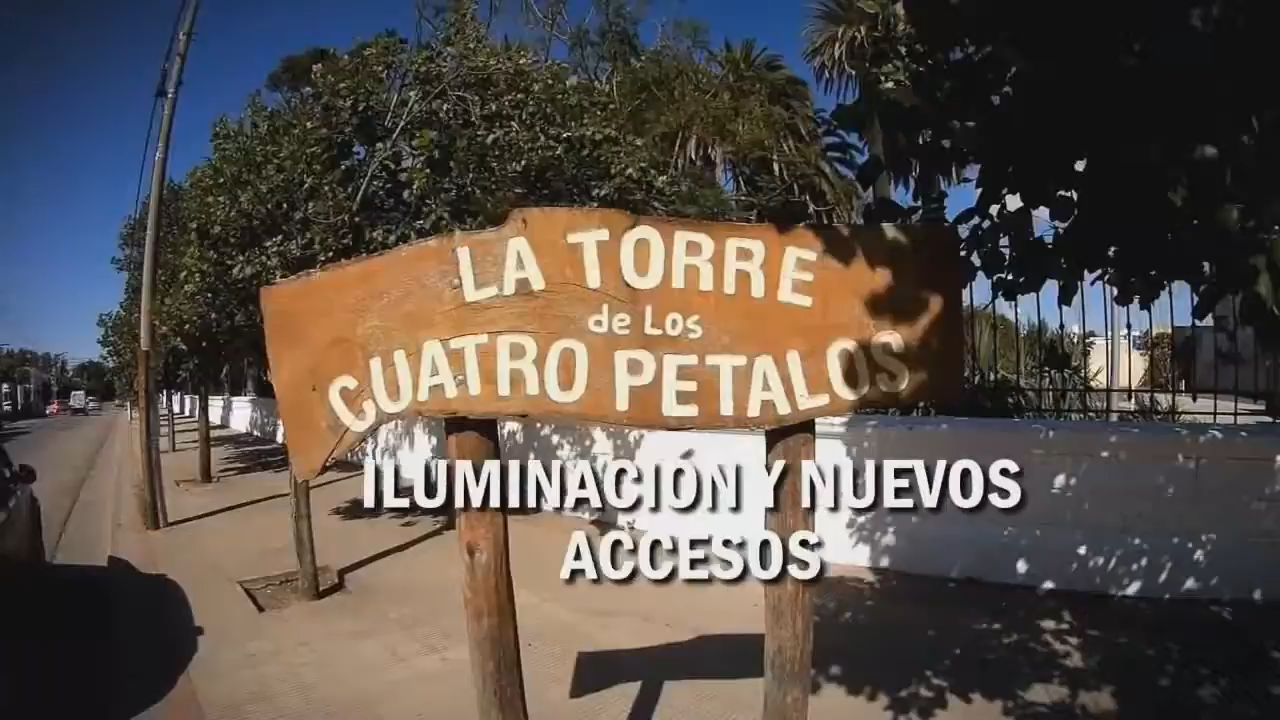 LA TORRE
de Los
CUATRO PETALOS
ILUMINACIÓN Y NUEVOS
ACCESOS